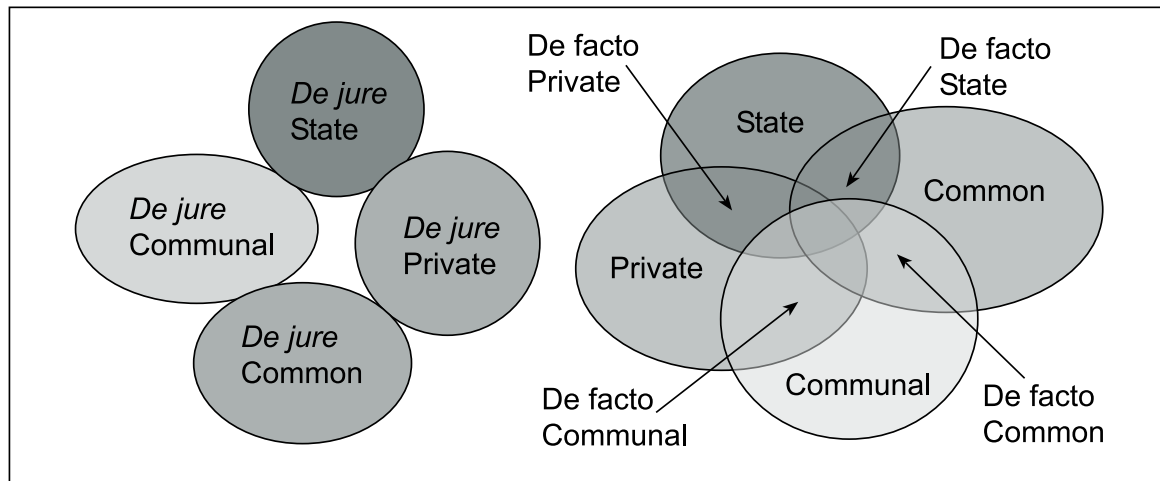 De jure
State
De jure
Communal
De jure
Private
De jure
Common
De facto
Private
De facto
State
State
Common
Private
Communal
De facto
Communal
De facto
Common